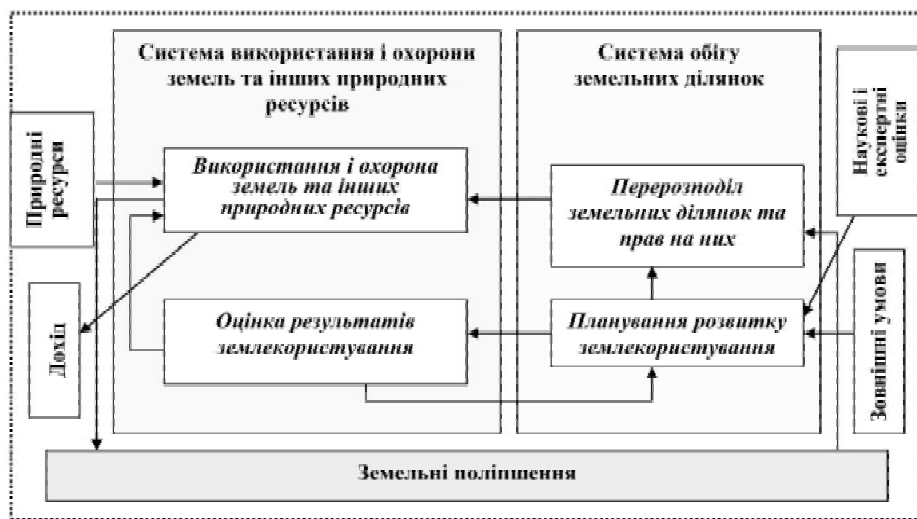 Система використання і охорони
земель та інших природних
ресурсів
Система обігу
земельних ділянок
Природні
ресурси
Використання і охорона
земель та інших
природних ресурсів
Перерозподіл
земельних ділянок та
прав на них
Наукові і
експертні
оцінки
Дохід
Оцінка результатів
землекористування
Планування розвитку
землекористування
Зовнішні умови
Земельні поліпшення